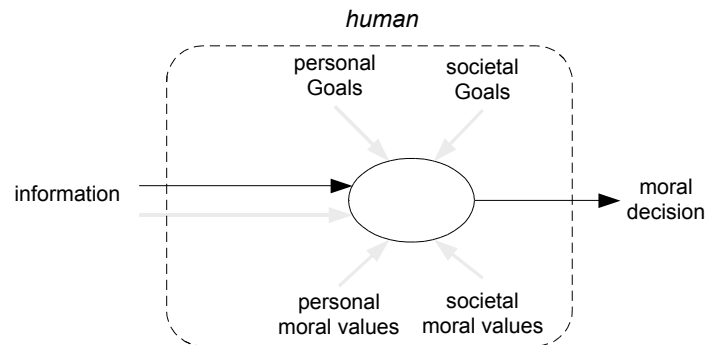 human
personal
Goals
societal
Goals
information
moral
decision
personal
moral values
societal
moral values